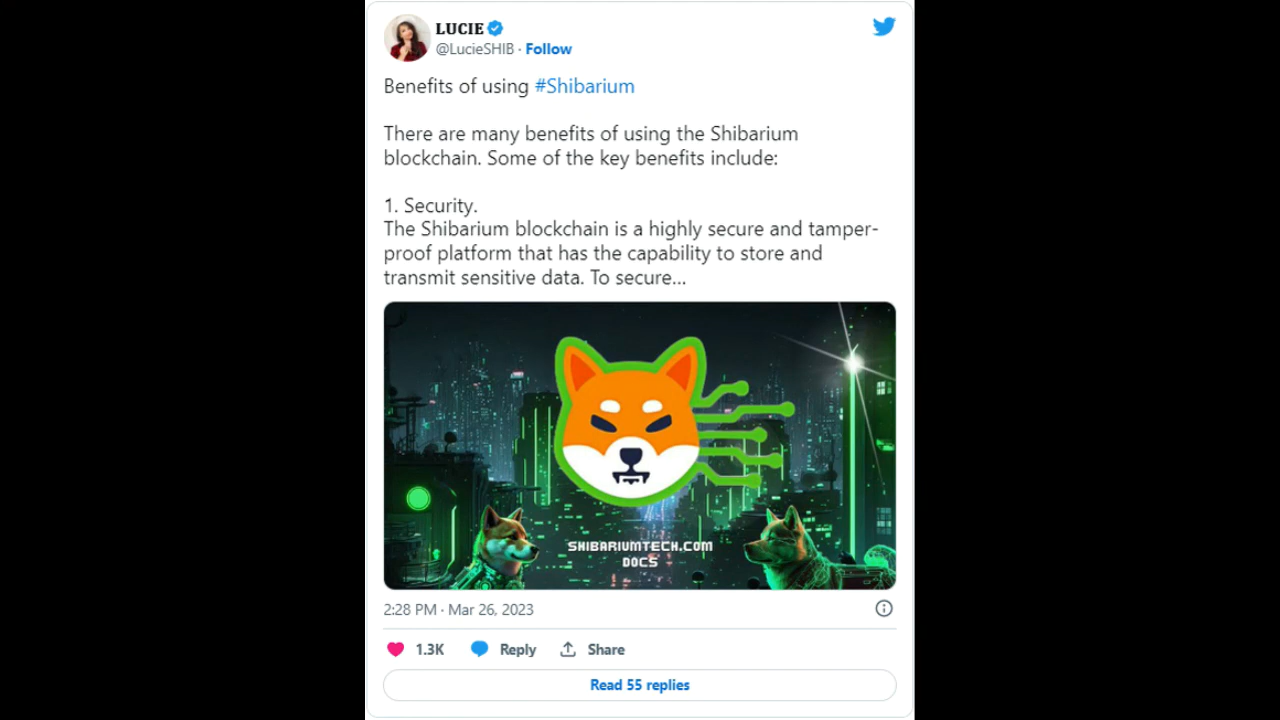 LUCIE
@LucieSHIB · Follow
Benefits of using #Shibarium
There are many benefits of using the Shibarium
blockchain. Some of the key benefits include:
1. Security.
The Shibarium blockchain is a highly secure and tamper-
proof platform that has the capability to store and
transmit sensitive data. To secure...
SHIBARIUMTECH.COM
DOCS
2:28 PM · Mar 26, 2023
1.3K Reply Share
Read 55 replies